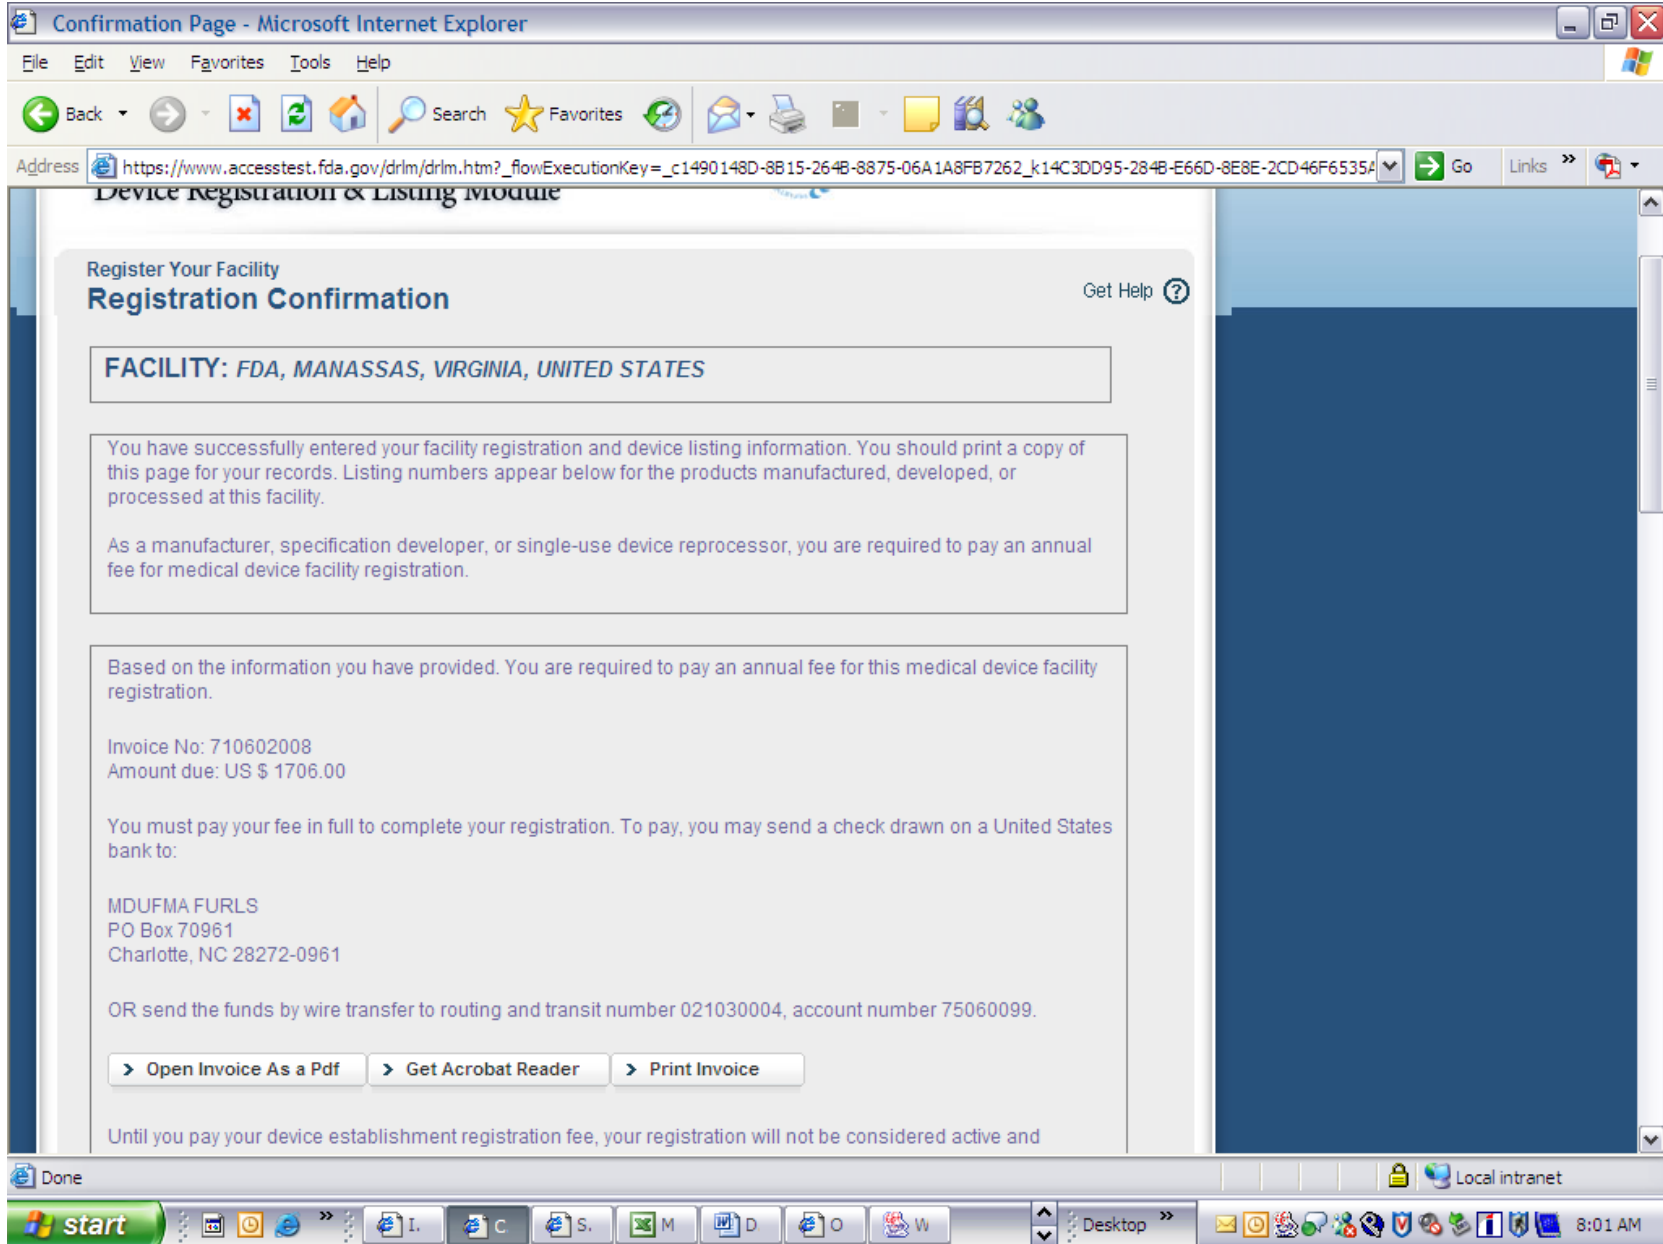 Confirmation Page - Microsoft Internet Explorer
File Edit View Favorites Tools Help
Back Search Favorites
Address https://www.accesstest.fda.gov/drlm/drlm.htm?_flowExecutionKey=_c1490148D-8B15-264B-8875-06A1A8FB7262_k14C3DD95-284B-E66D-8E8E-2CD46F6535A Go Links »
Device Registration & Listing Module
Register Your Facility
Registration Confirmation
Get Help ?
FACILITY: FDA, MANASSAS, VIRGINIA, UNITED STATES
You have successfully entered your facility registration and device listing information. You should print a copy of
this page for your records. Listing numbers appear below for the products manufactured, developed, or
processed at this facility.
As a manufacturer, specification developer, or single-use device reprocessor, you are required to pay an annual
fee for medical device facility registration.
Based on the information you have provided. You are required to pay an annual fee for this medical device facility
registration.
Invoice No: 710602008
Amount due: US $ 1706.00
You must pay your fee in full to complete your registration. To pay, you may send a check drawn on a United States
bank to:
MDUFMA FURLS
PO Box 70961
Charlotte, NC 28272-0961
OR send the funds by wire transfer to routing and transit number 021030004, account number 75060099.
> Open Invoice As a Pdf > Get Acrobat Reader > Print Invoice
Until you pay your device establishment registration fee, your registration will not be considered active and
Done Local intranet
start » I. C S. M D O W Desktop » 8:01 AM